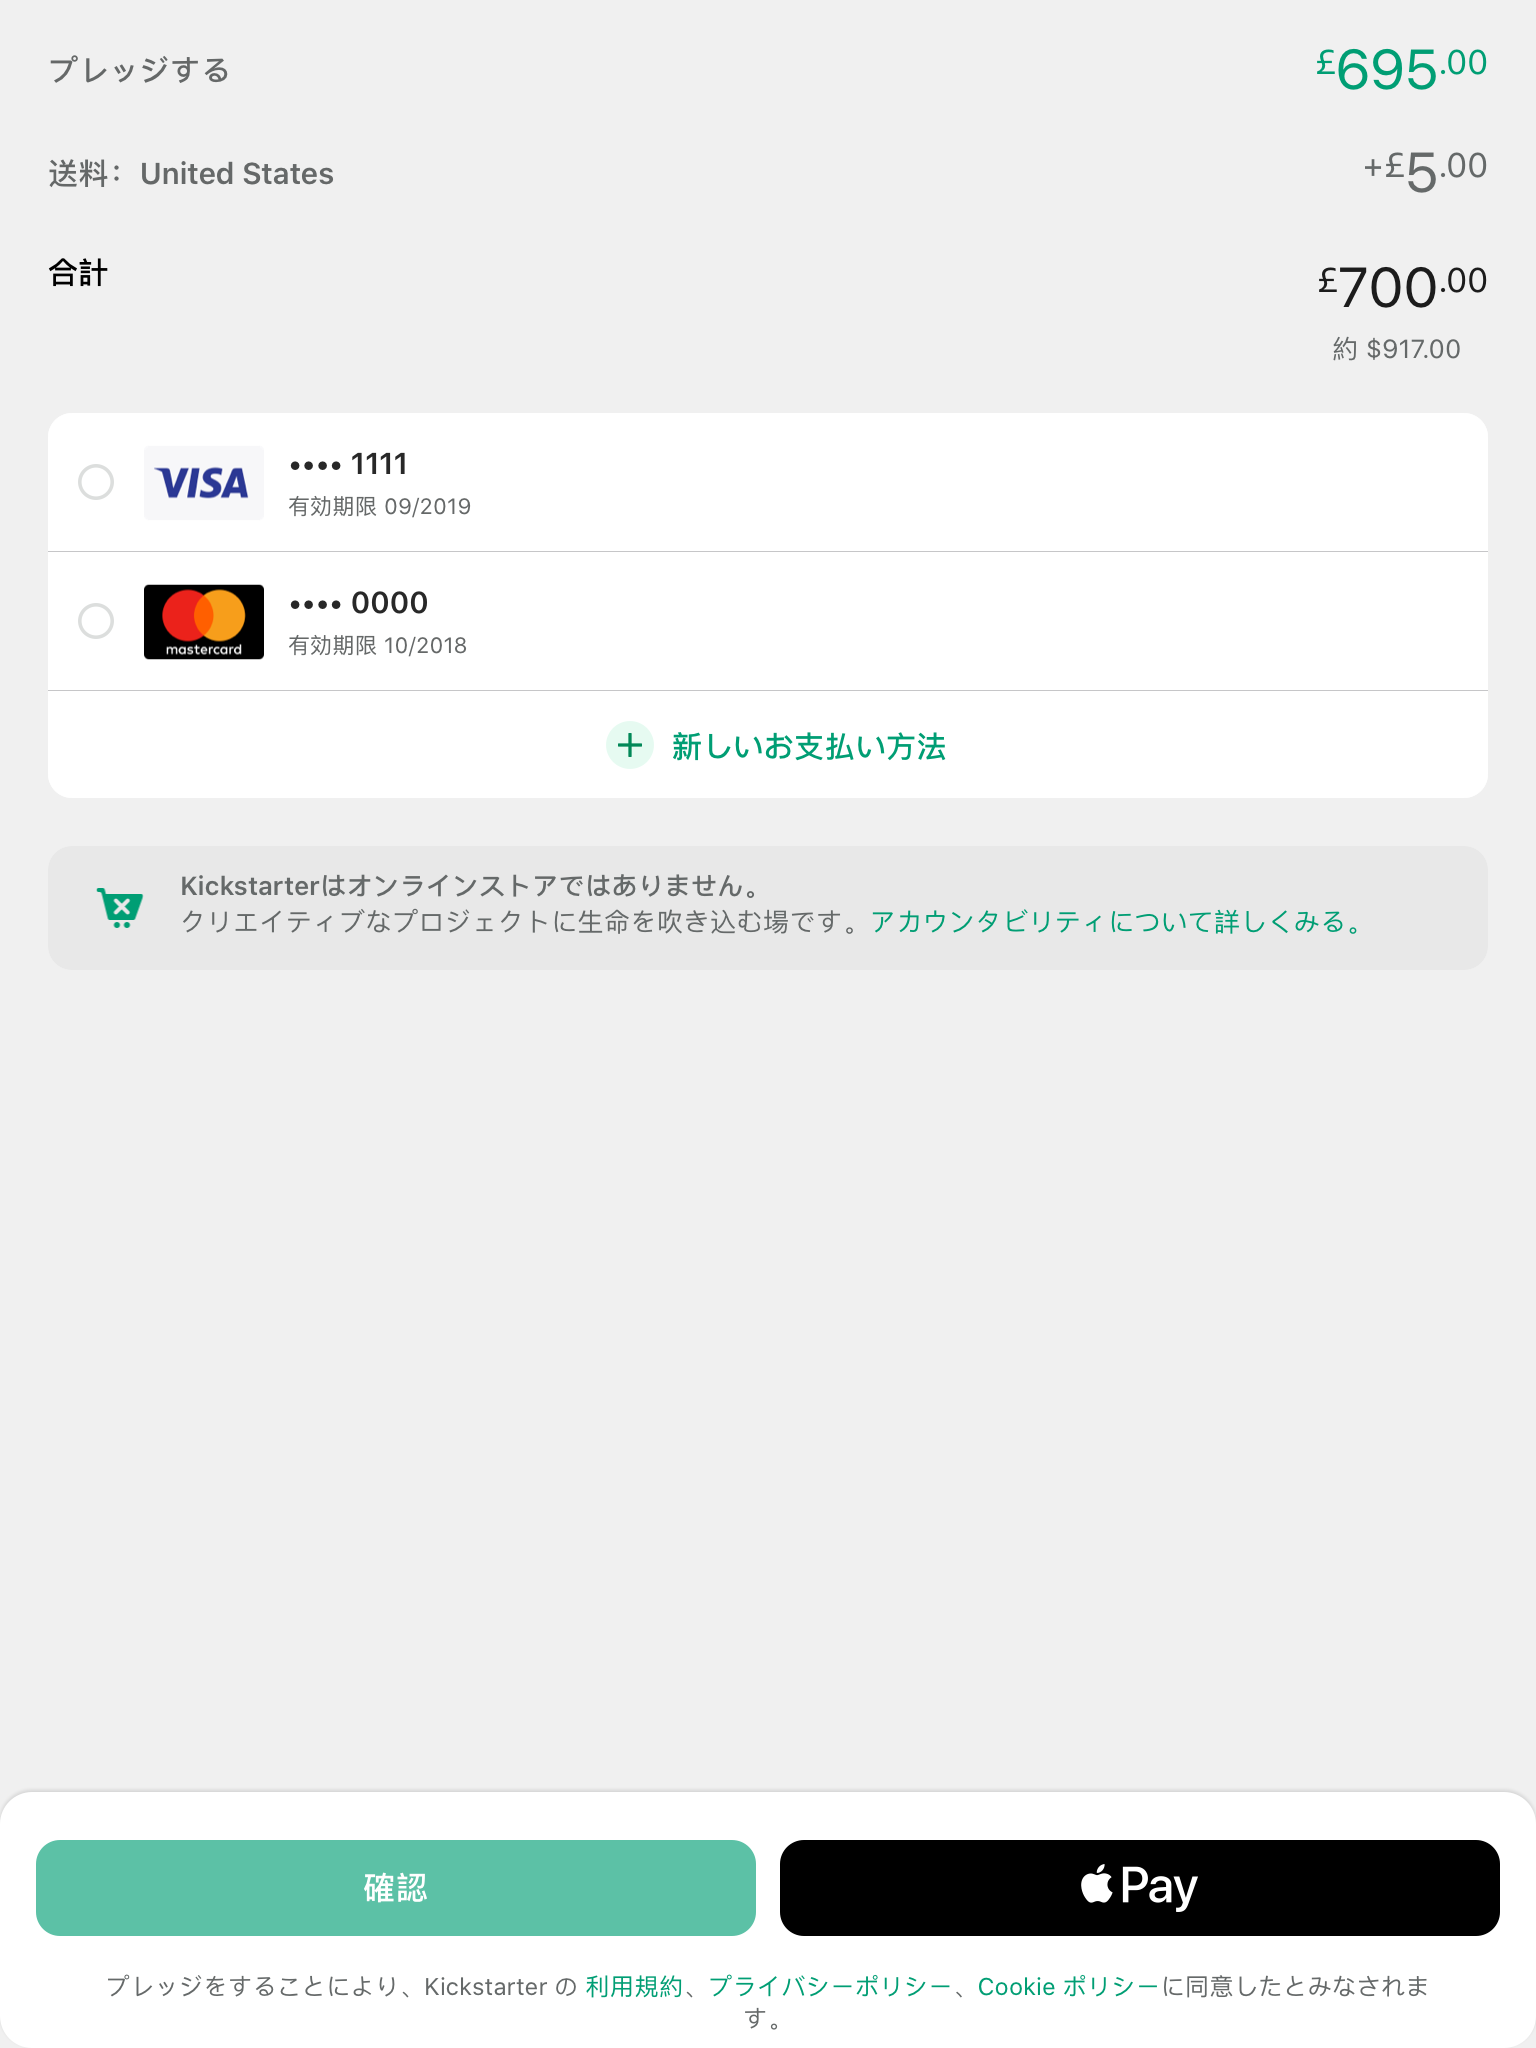 プレッジする £695.00
送料： United States +£5.00
合計 £700.00
約 $917.00
VISA •••• 1111
有効期限 09/2019
mastercard •••• 0000
有効期限 10/2018
+ 新しいお支払い方法
Kickstarterはオンラインストアではありません。
クリエイティブなプロジェクトに生命を吹き込む場です。アカウンタビリティについて詳しくみる。
確認 Pay
プレッジをすることにより、Kickstarter の 利用規約、プライバシーポリシー、Cookie ポリシーに同意したとみなされま
す。